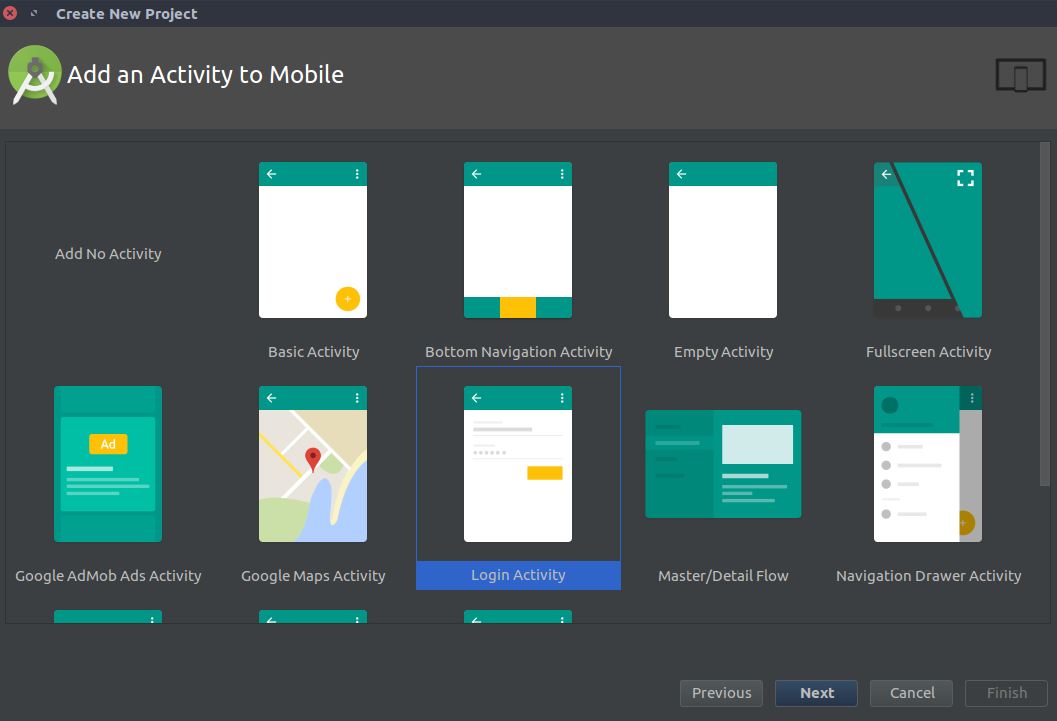 Create New Project
Add an Activity to Mobile
Add No Activity
Basic Activity
Bottom Navigation Activity
Empty Activity
Fullscreen Activity
Ad
Google AdMob Ads Activity
Google Maps Activity
Login Activity
Master/Detail Flow
Navigation Drawer Activity
Previous
Next
Cancel
Finish